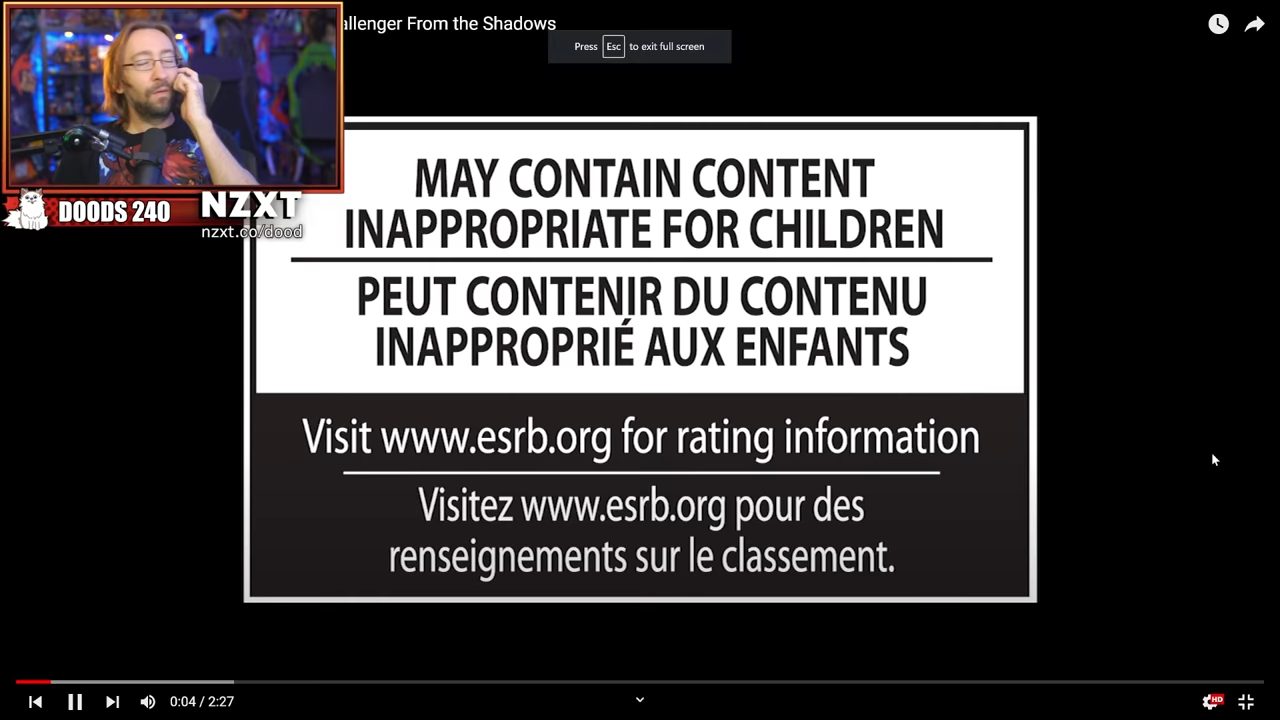 allenger From the Shadows
Press Esc to exit full screen
MAY CONTAIN CONTENT
INAPPROPRIATE FOR CHILDREN
PEUT CONTENIR DU CONTENU
INAPPROPRIÉ AUX ENFANTS
Visit www.esrb.org for rating information
Visitez www.esrb.org pour des
renseignements sur le classement.
DOODS 240
NZXT
nzxt.co/dood
0:04 / 2:27
HD